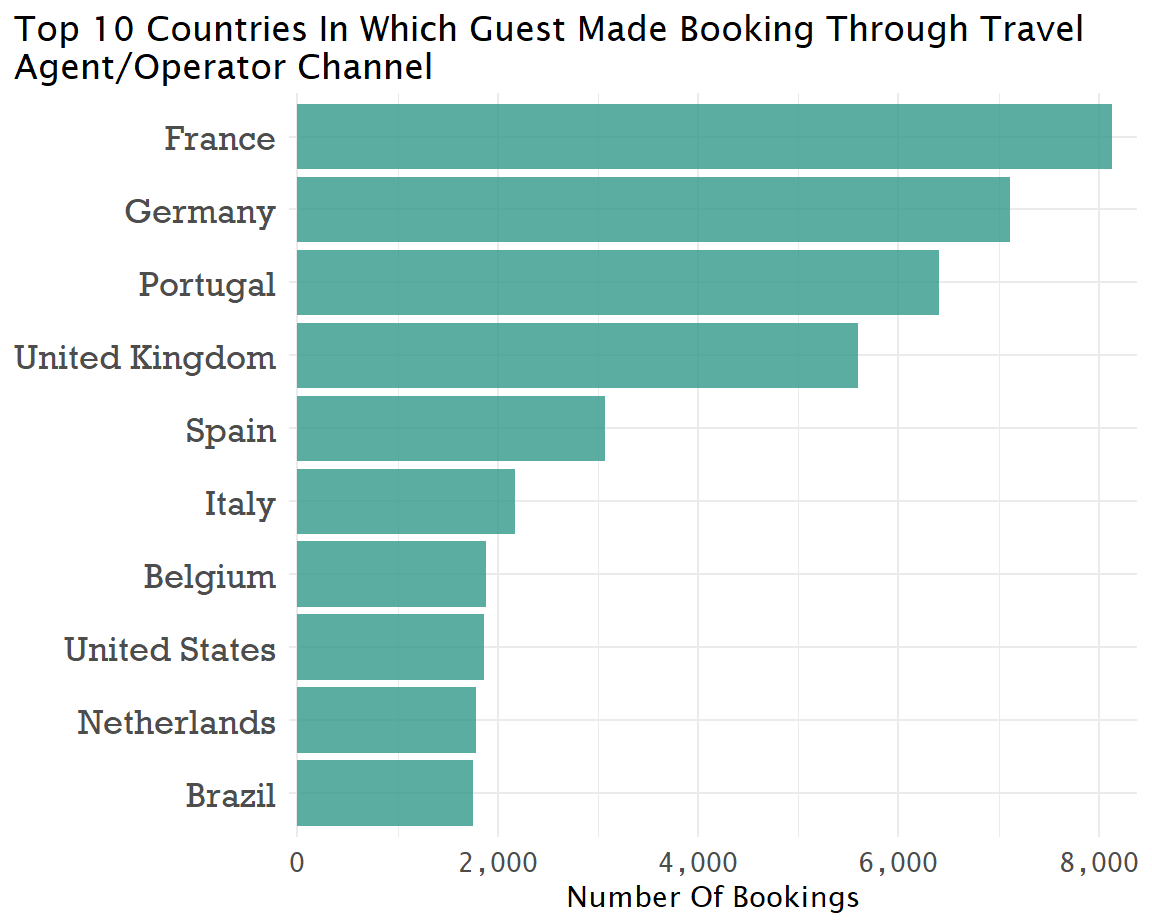 Top 10 Countries In Which Guest Made Booking Through Travel
Agent/Operator Channel
France
Germany
Portugal
United Kingdom
Spain
Italy
Belgium
United States
Netherlands
Brazil
0 2,000 4,000 6,000 8,000
Number Of Bookings